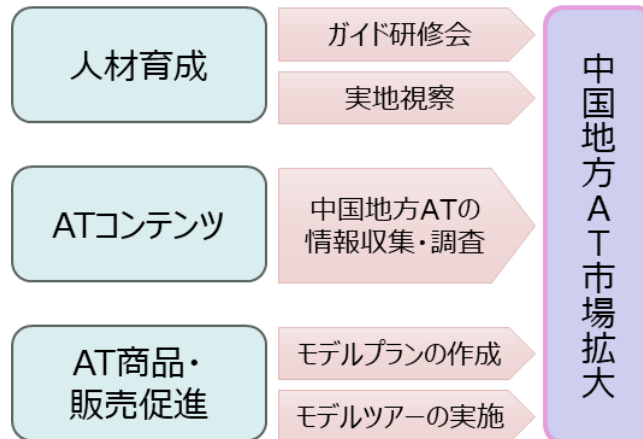 人材育成
ガイド研修会
実地視察
ATコンテンツ
中国地方ATの
情報収集・調査
AT商品・
販売促進
モデルプランの作成
モデルツアーの実施
中国地方AT市場拡大